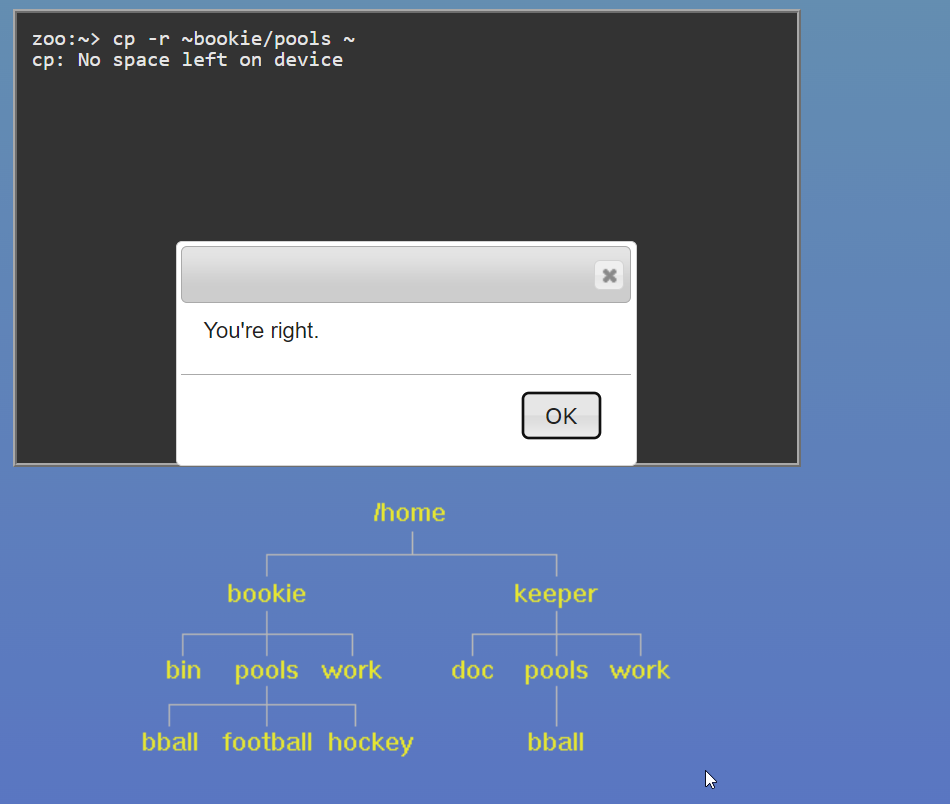 zoo:~> cp -r ~bookie/pools ~
cp: No space left on device
You're right.
OK
/home
bookie keeper
bin pools work doc pools work
bball football hockey bball